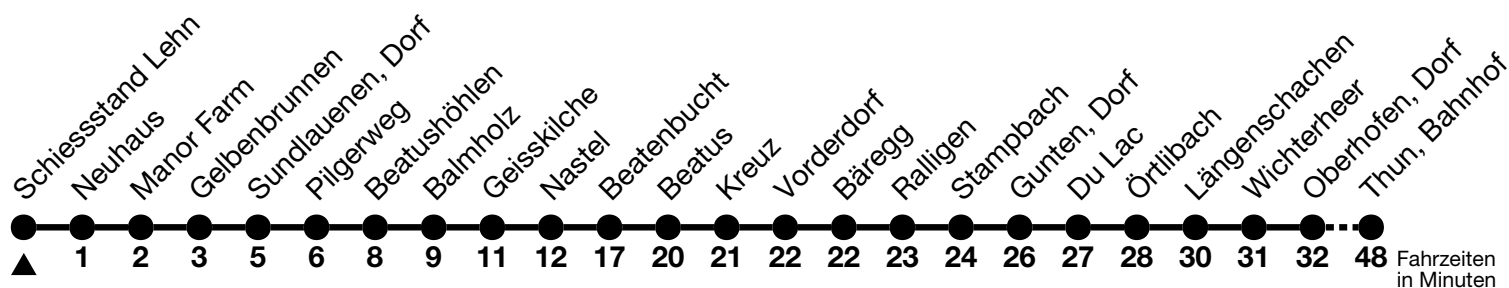 Schiessstand Lehn
Neuhaus
Manor Farm
Gelbenbrunnen
Sundlauenen, Dorf
Pilgerweg
Beatushöhlen
Balmholz
Geisskilche
Nastel
Beatenbucht
Beatus
Kreuz
Vorderdorf
Bäregg
Ralligen
Stampbach
Gunten, Dorf
Du Lac
Örtlibach
Längenschachen
Wichterheer
Oberhofen, Dorf
Thun, Bahnhof
1 2 3 5 6 8 9 11 12 17 20 21 22 22 23 24 26 27 28 30 31 32 48 Fahrzeiten
in Minuten